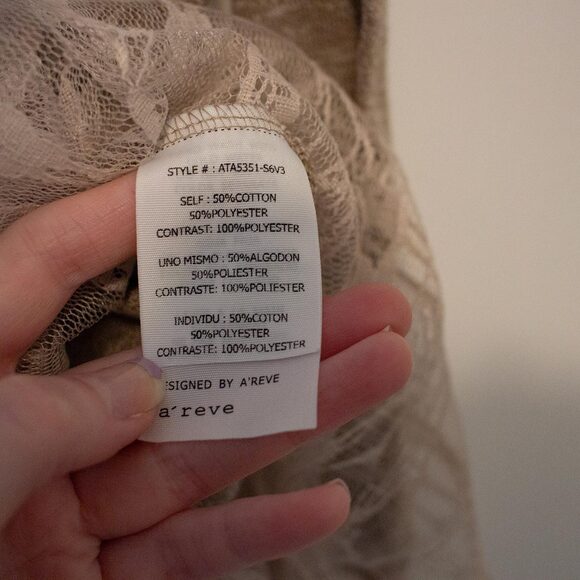 STYLE # : ATA5351-S6V3
SELF : 50%COTTON
50%POLYESTER
CONTRAST: 100%POLYESTER
UNO MISMO : 50%ALGODON
50%POLIESTER
CONTRASTE: 100%POLIESTER
INDIVIDU : 50%COTON
50%POLYESTER
CONTRASTE: 100%POLYESTER
ESIGNED BY A'REVE
a´reve